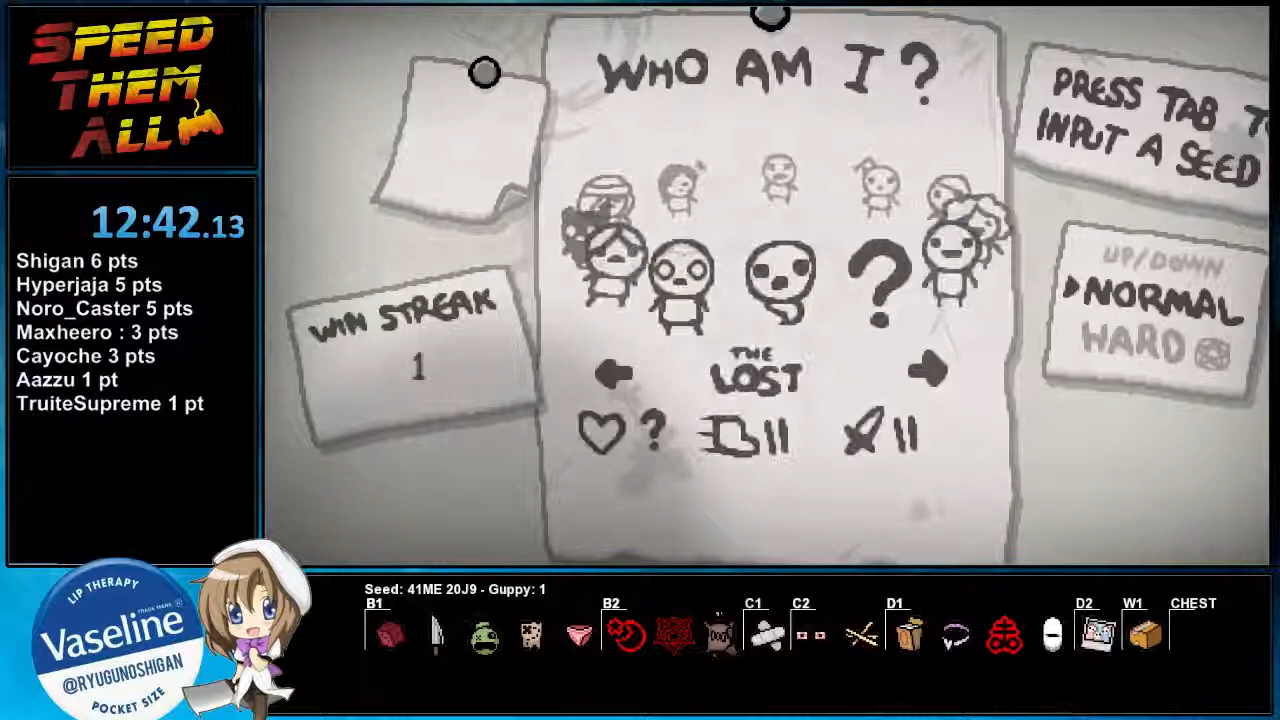 SPEED
THEM
ALL
12:42.13
Shigan 6 pts
Hyperjaja 5 pts
Noro_Caster 5 pts
Maxheero : 3 pts
Cayoche 3 pts
Aazzu 1 pt
TruiteSupreme 1 pt
WHO AM I?
WIN STREAK
1
THE
LOST
?
PRESS TAB
INPUT A SEED
UP/DOWN
NORMAL
HARD
LIP THERAPY
TRADE MARK
Vaseline
@RYUGUNOSHIGAN
POCKET SIZE
Seed: 41ME 20J9 - Guppy: 1
B1 B2 C1 C2 D1 D2 W1 CHEST